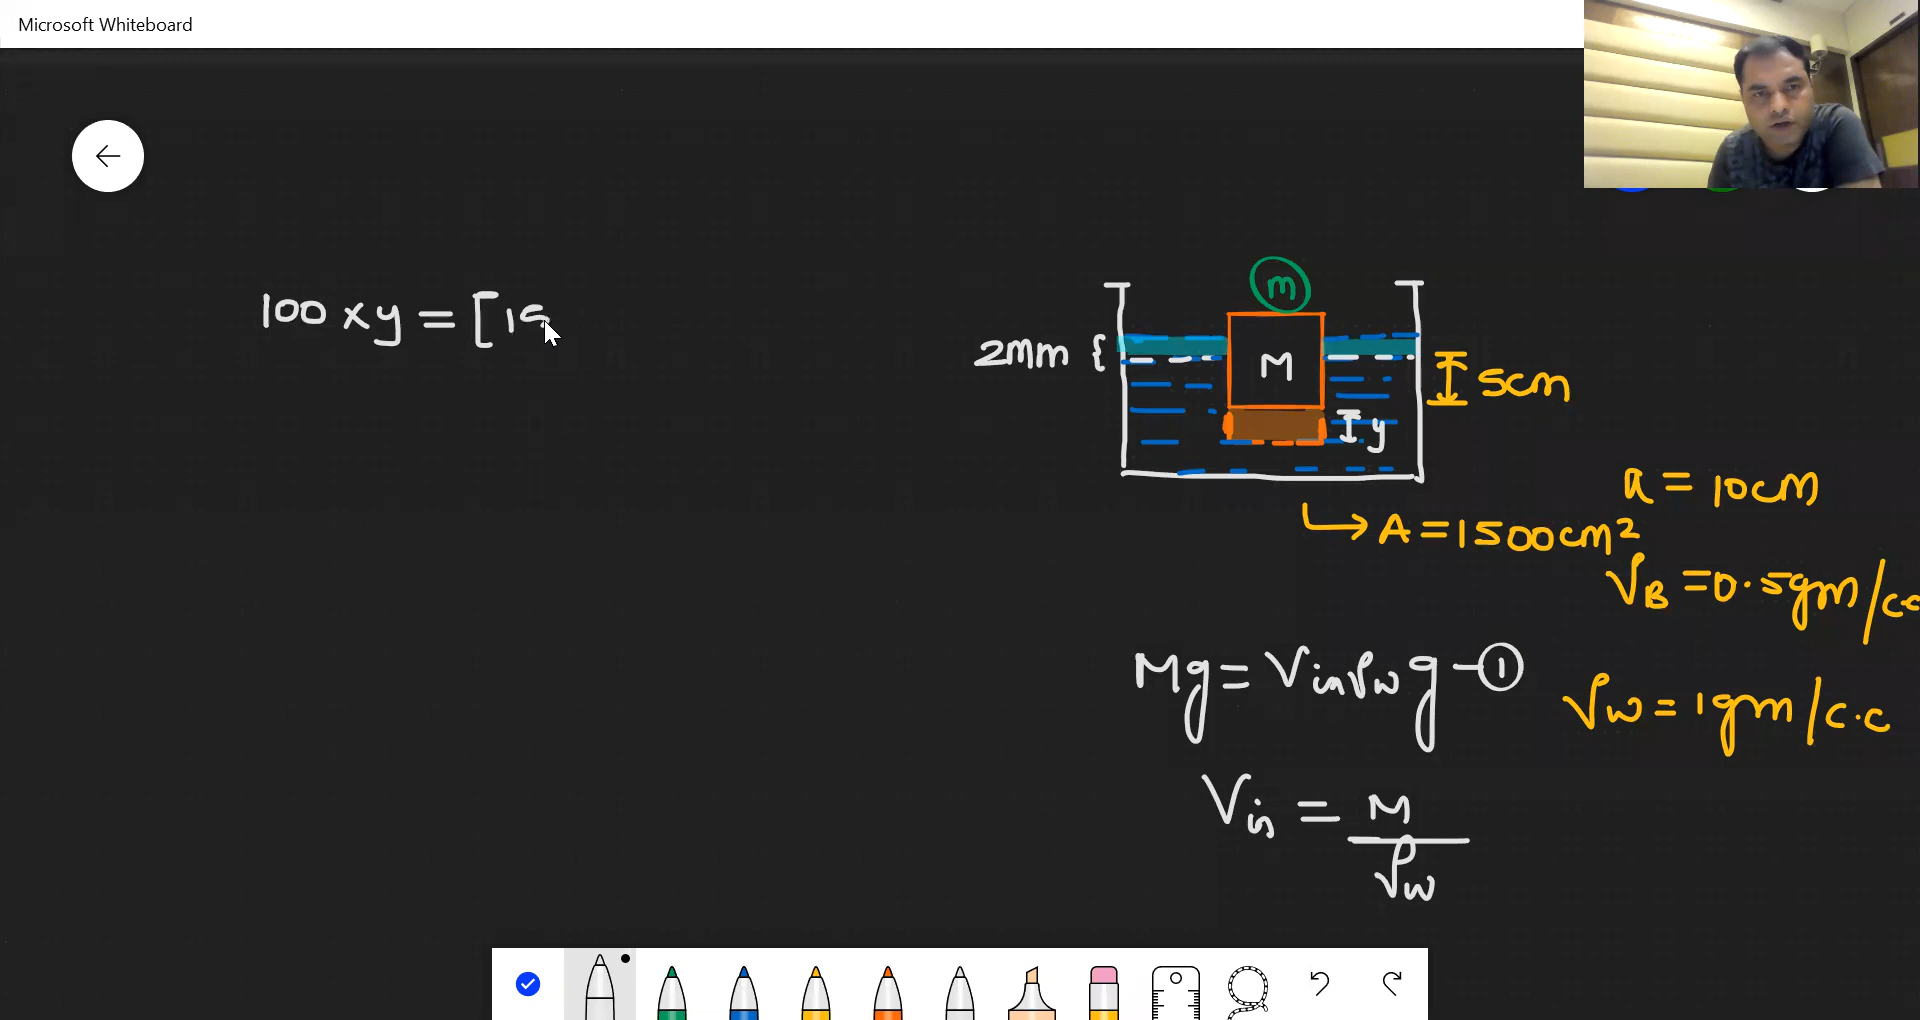 Microsoft Whiteboard
100 x y = [15
m
2mm {
M
5cm
y
a = 10cm
→ A = 1500cm²
ρB = 0.5gm/cc
Mg = Vin ρw g - ①
ρw = 1gm/c.c
Vin = M
ρw